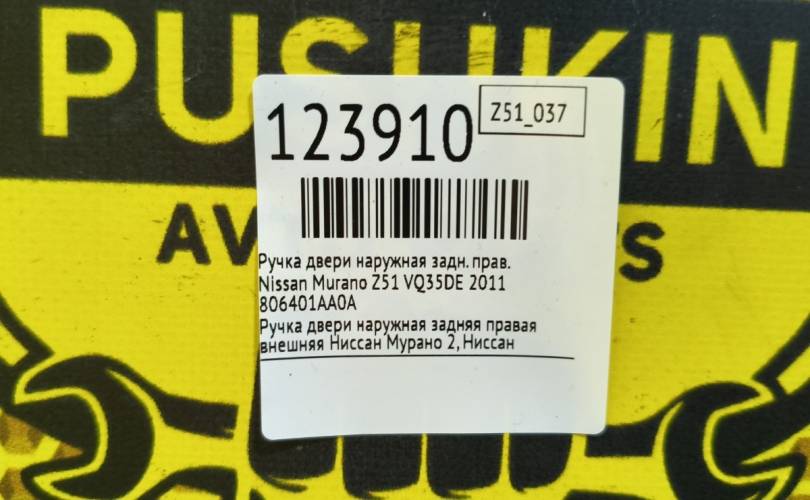 PUSHKIN
123910
Z51_037
AV
TS
Ручка двери наружная задн. прав.
Nissan Murano Z51 VQ35DE 2011
806401AA0A
Ручка двери наружная задняя правая
внешняя Ниссан Мурано 2, Ниссан